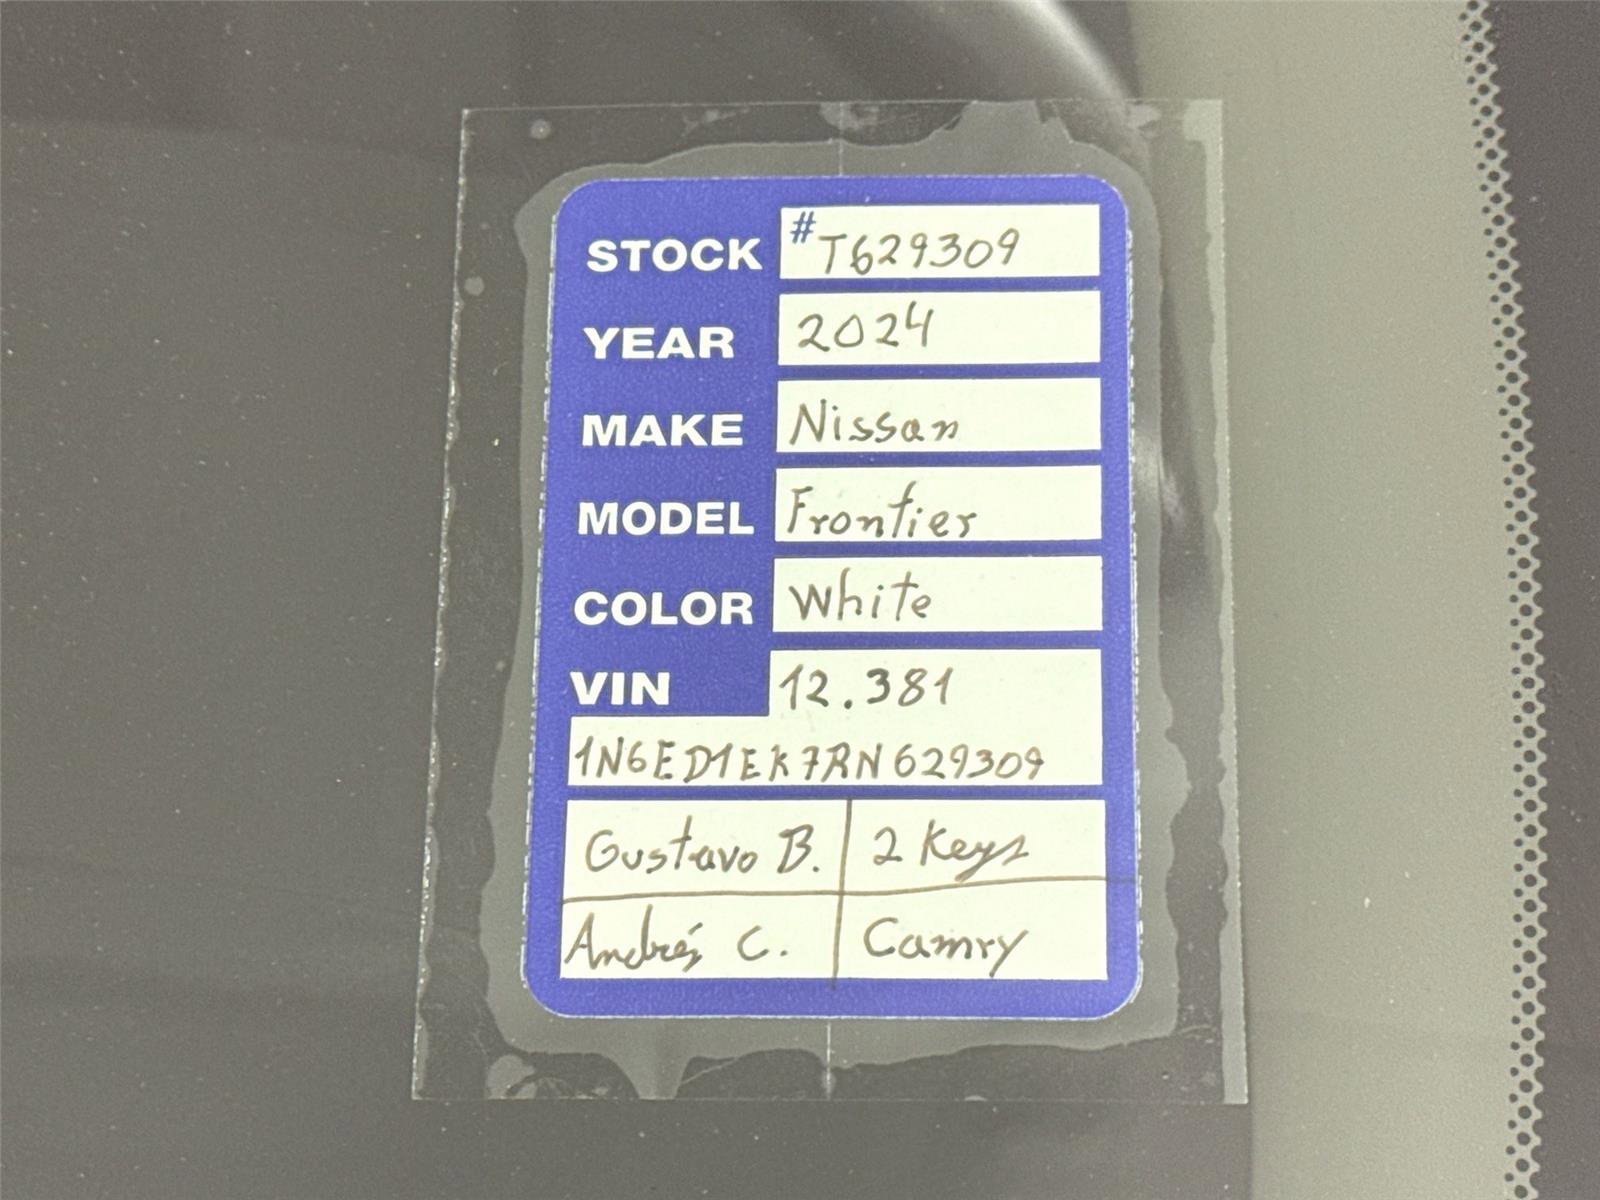 STOCK #T629309
YEAR 2024
MAKE Nissan
MODEL Frontier
COLOR White
VIN 12.381
1N6ED1EK7RN629309
Gustavo B. 2 Keys
Andrés C. Camry